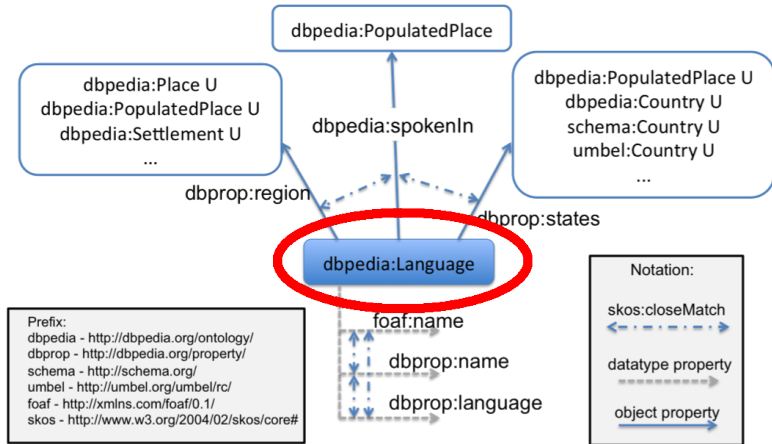 dbpedia:PopulatedPlace
dbpedia:Place U
dbpedia:PopulatedPlace U
dbpedia:Settlement U
...
dbpedia:PopulatedPlace U
dbpedia:Country U
schema:Country U
umbel:Country U
...
dbpedia:spokenIn
dbprop:region
dbprop:states
dbpedia:Language
foaf:name
dbprop:name
dbprop:language
Prefix:
dbpedia - http://dbpedia.org/ontology/
dbprop - http://dbpedia.org/property/
schema - http://schema.org/
umbel - http://umbel.org/umbel/rc/
foaf - http://xmlns.com/foaf/0.1/
skos - http://www.w3.org/2004/02/skos/core#
Notation:
skos:closeMatch
datatype property
object property